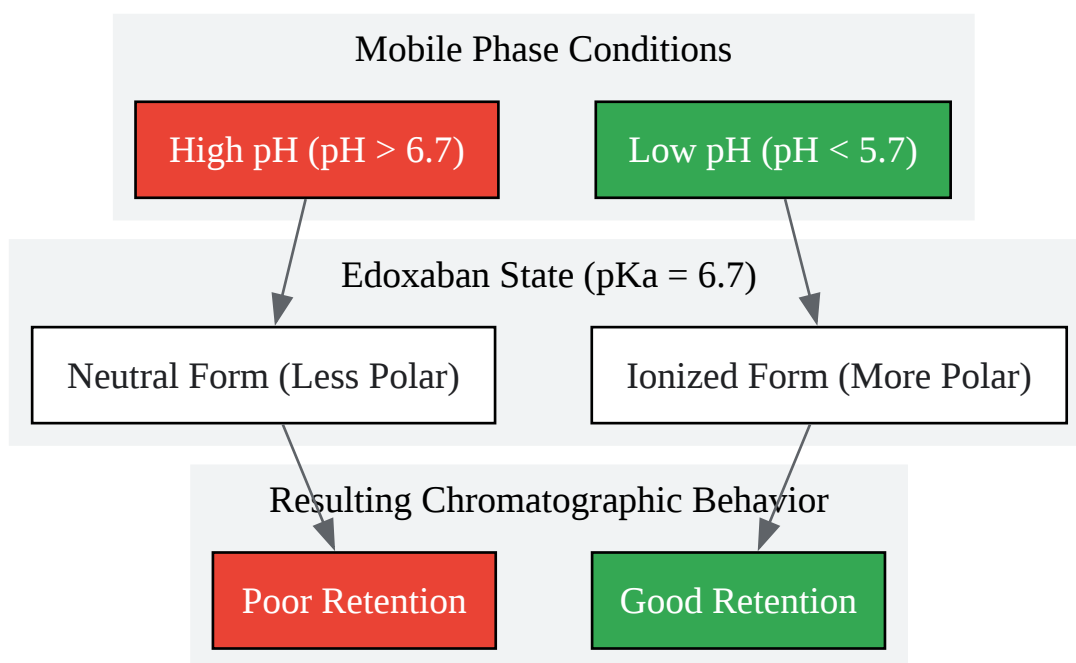 Mobile Phase Conditions
High pH (pH > 6.7)
Low pH (pH < 5.7)
Edoxaban State (pKa = 6.7)
Neutral Form (Less Polar)
Ionized Form (More Polar)
Resulting Chromatographic Behavior
Poor Retention
Good Retention